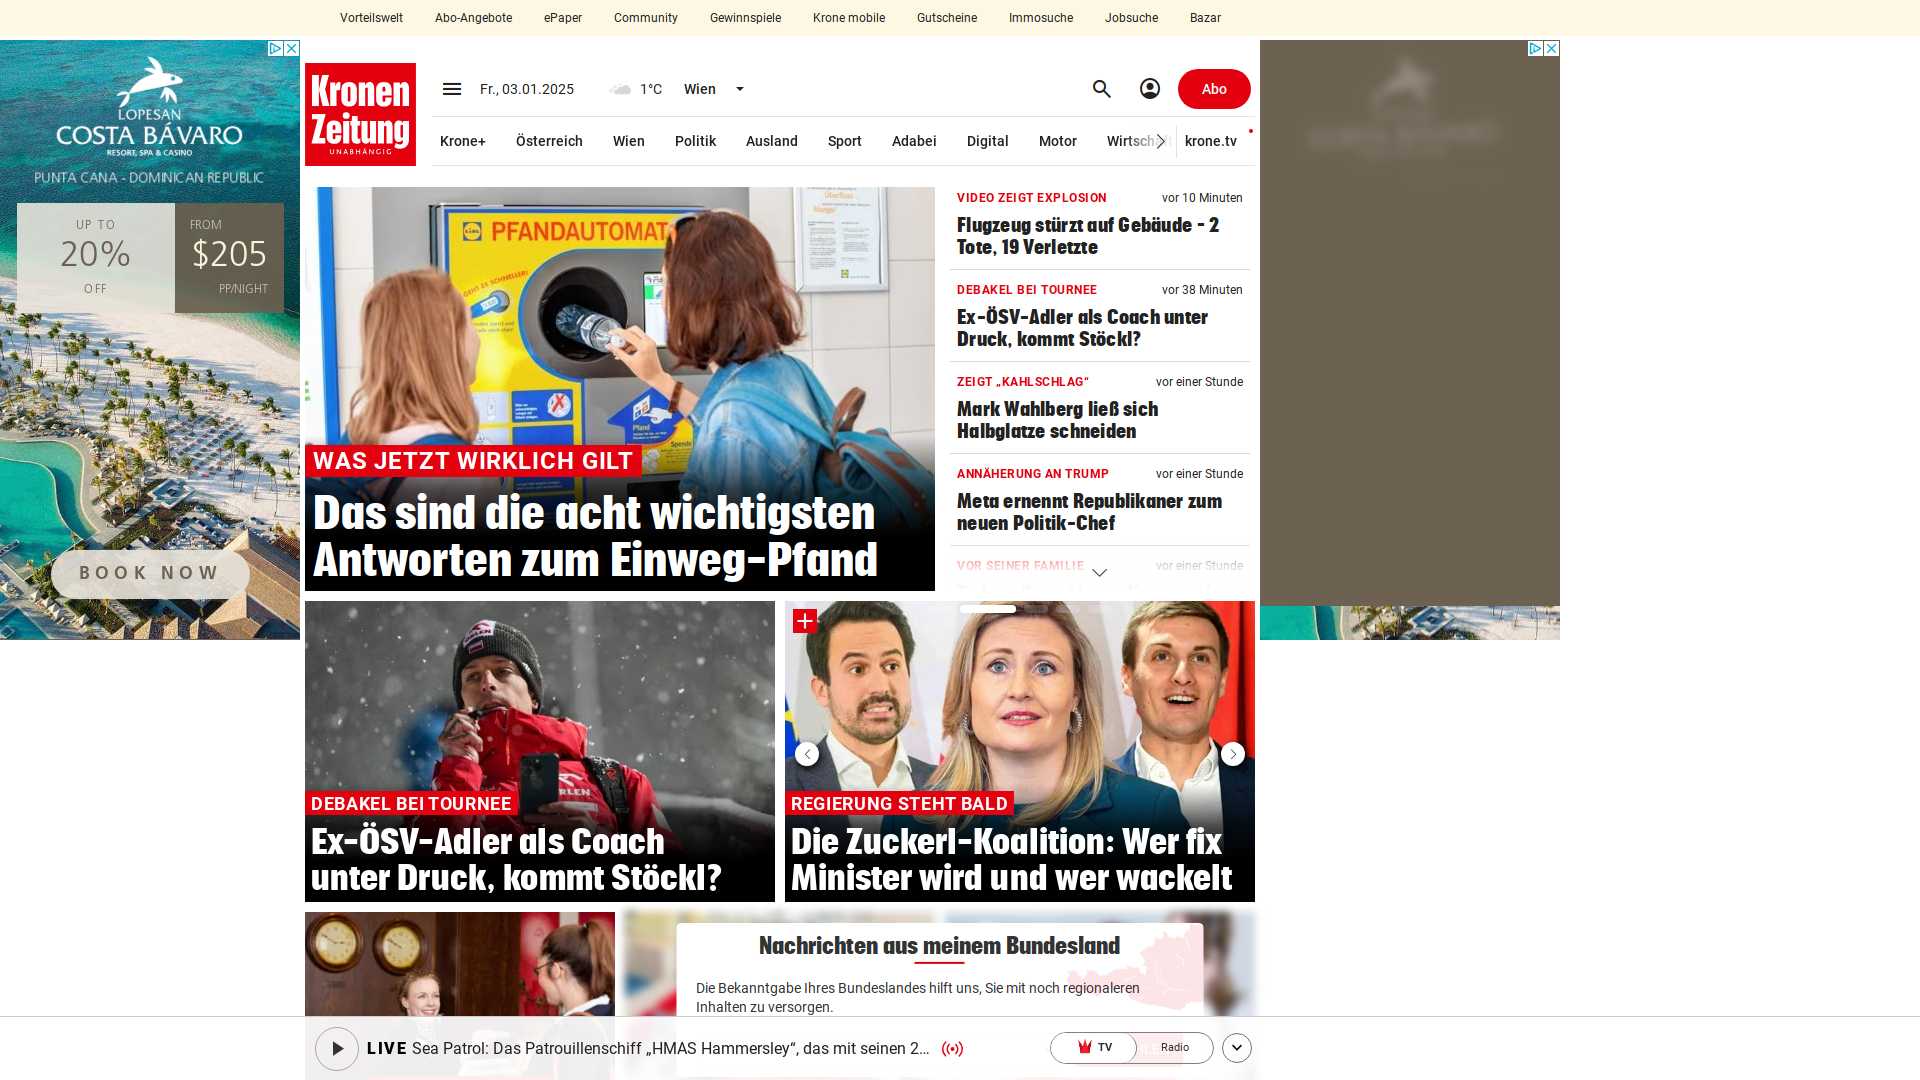 Vorteilswelt Abo-Angebote ePaper Community Gewinnspiele Krone mobile Gutscheine Immosuche Jobsuche Bazar
LOPESAN
COSTA BÁVARO
RESORT, SPA & CASINO
PUNTA CANA - DOMINICAN REPUBLIC
UP TO
20%
OFF
FROM
$205
PP/NIGHT
BOOK NOW
Kronen
Zeitung
UNABHÄNGIG
Fr., 03.01.2025 1°C Wien
Abo
Krone+ Österreich Wien Politik Ausland Sport Adabei Digital Motor Wirtschaft krone.tv
PFANDAUTOMAT
WAS JETZT WIRKLICH GILT
Das sind die acht wichtigsten
Antworten zum Einweg-Pfand
VIDEO ZEIGT EXPLOSION vor 10 Minuten
Flugzeug stürzt auf Gebäude - 2
Tote, 19 Verletzte
DEBAKEL BEI TOURNEE vor 38 Minuten
Ex-ÖSV-Adler als Coach unter
Druck, kommt Stöckl?
ZEIGT „KAHLSCHLAG“ vor einer Stunde
Mark Wahlberg ließ sich
Halbglatze schneiden
ANNÄHERUNG AN TRUMP vor einer Stunde
Meta ernennt Republikaner zum
neuen Politik-Chef
VOR SEINER FAMILIE vor einer Stunde
DEBAKEL BEI TOURNEE
Ex-ÖSV-Adler als Coach
unter Druck, kommt Stöckl?
REGIERUNG STEHT BALD
Die Zuckerl-Koalition: Wer fix
Minister wird und wer wackelt
Nachrichten aus meinem Bundesland
Die Bekanntgabe Ihres Bundeslandes hilft uns, Sie mit noch regionaleren
Inhalten zu versorgen.
LIVE Sea Patrol: Das Patrouillenschiff „HMAS Hammersley“, das mit seinen 2...
TV
Radio